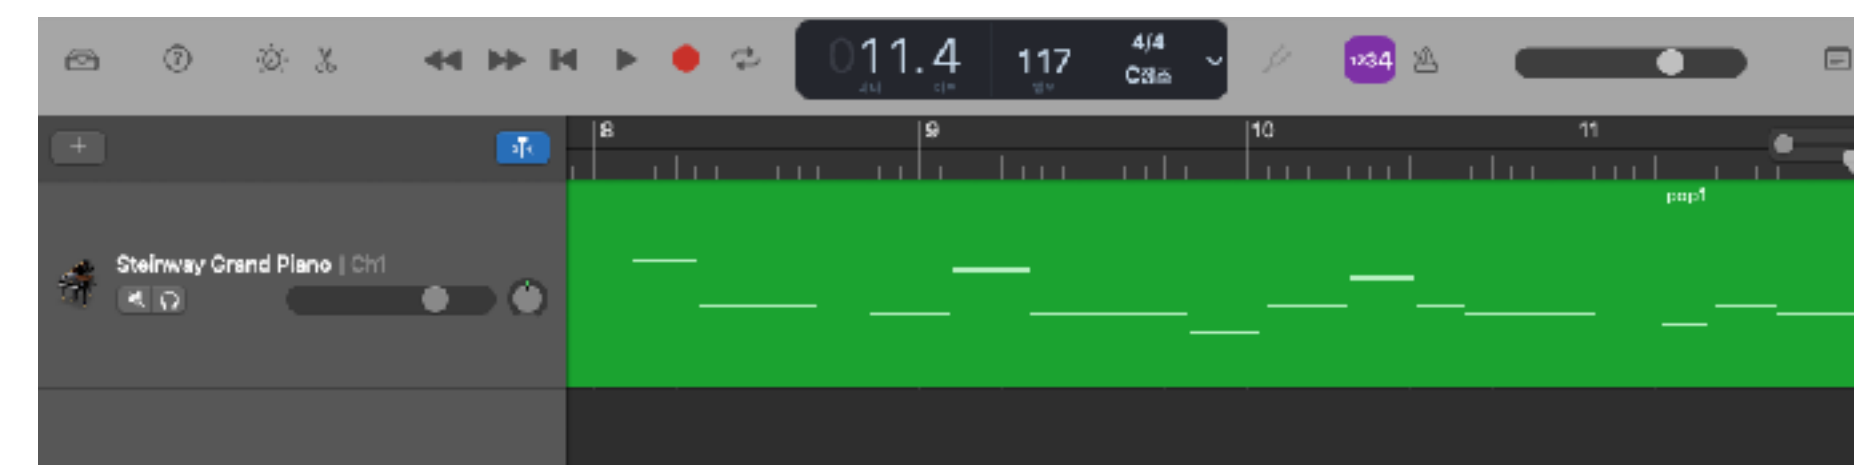 011.4 117 4/4
C장조
1234
8 9 10 11
pop1
Steinway Grand Piano | Ch1